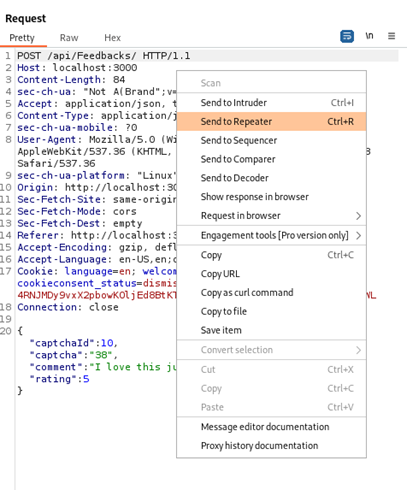 Request
Pretty Raw Hex \n
1 POST /api/Feedbacks/ HTTP/1.1
2 Host: localhost:3000
3 Content-Length: 84
4 sec-ch-ua: "Not A(Brand";v=
5 Accept: application/json, t
6 Content-Type: application/j
7 sec-ch-ua-mobile: ?0
8 User-Agent: Mozilla/5.0 (Wi
AppleWebKit/537.36 (KHTML,
Safari/537.36
9 sec-ch-ua-platform: "Linux"
10 Origin: http://localhost:30
11 Sec-Fetch-Site: same-origin
12 Sec-Fetch-Mode: cors
13 Sec-Fetch-Dest: empty
14 Referer: http://localhost:3
15 Accept-Encoding: gzip, defl
16 Accept-Language: en-US,en;q
17 Cookie: language=en; welcom
cookieconsent_status=dismis
18 Connection: close
19
20 {
"captchaId":10,
"captcha":"38",
"comment":"I love this ju
"rating":5
}
Scan
Send to Intruder Ctrl+I
Send to Repeater Ctrl+R
Send to Sequencer
Send to Comparer
Send to Decoder
Show response in browser
Request in browser
Engagement tools [Pro version only]
Copy Ctrl+C
Copy URL
Copy as curl command
Copy to file
Save item
Convert selection
Cut Ctrl+X
Copy Ctrl+C
Paste Ctrl+V
Message editor documentation
Proxy history documentation